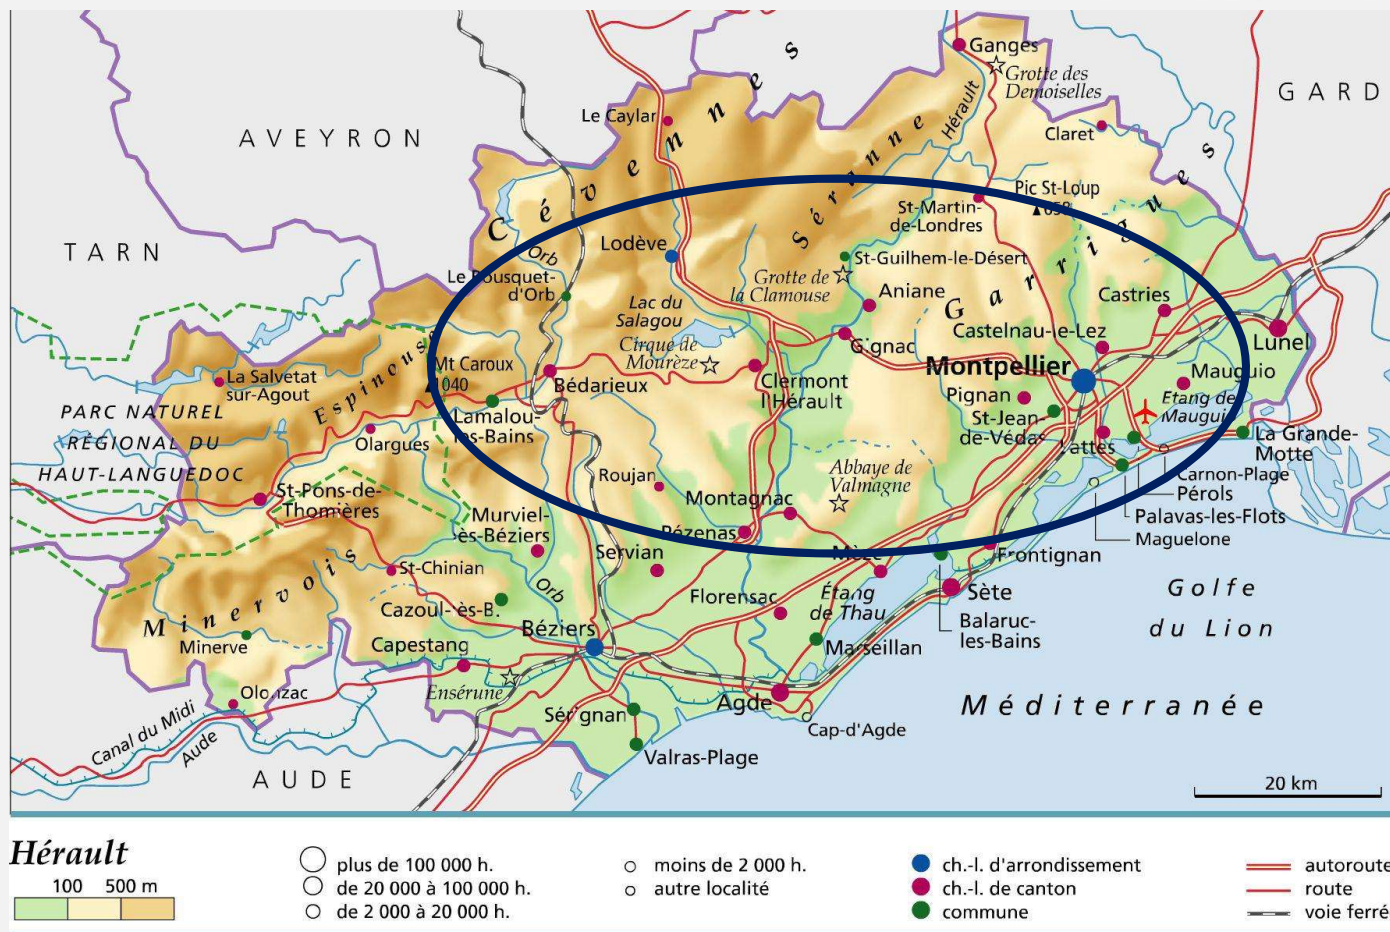 Ganges
Grotte des
Demoiselles
GARD
AVEYRON
Le Caylar
Cévennes
Séranne
Hérault
Claret
Garrigues
Pic St-Loup
658
St-Martin-
de-Londres
TARN
Orb
Lodève
Le Bousquet-
d'Orb
St-Guilhem-le-Désert
Grotte de
la Clamouse
Aniane
Lac du
Salagou
Castries
Cirque de
Mourèze
Gignac
Castelnau-le-Lez
Lunel
Espinouse
Mt Caroux
1040
Montpellier
Mauguio
La Salvetat
sur-Agout
Bédarieux
Clermont
l'Hérault
Pignan
Etang de
Mauguio
PARC NATUREL
RÉGIONAL DU
HAUT-LANGUEDOC
Lamalou-
les-Bains
St-Jean-
de-Védas
Lattes
La Grande-
Motte
Olargues
Roujan
Abbaye de
Valmagne
Carnon-Plage
Pérols
Palavas-les-Flots
Maguelone
St-Pons-de-
Thomières
Montagnac
Murviel-
ès-Béziers
Pézenas
Servian
Mèze
Frontignan
St-Chinian
Minervois
Orb
Florensac
Étang
de Thau
Sète
Golfe
du Lion
Cazoul-ès-B.
Béziers
Balaruc-
les-Bains
Minerve
Capestang
Marseillan
Olonzac
Ensérune
Agde
Méditerranée
Canal du Midi
Aude
Sérignan
Cap-d'Agde
Valras-Plage
AUDE
20 km
Hérault
100 500 m
plus de 100 000 h.
de 20 000 à 100 000 h.
de 2 000 à 20 000 h.
moins de 2 000 h.
autre localité
ch.-l. d'arrondissement
ch.-l. de canton
commune
autoroute
route
voie ferré